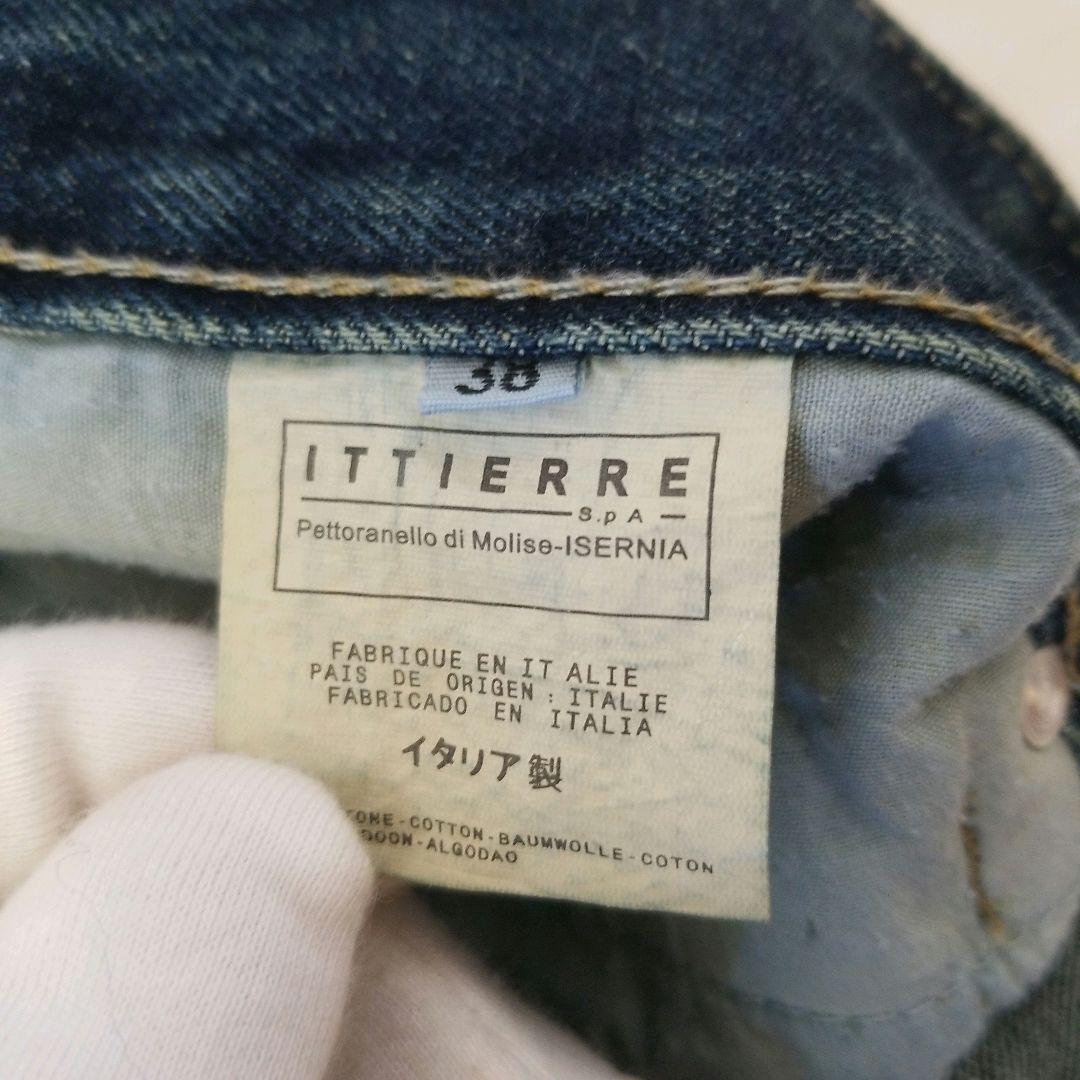 38
ITTIERRE
S.p A
Pettoranello di Molise-ISERNIA
FABRIQUE EN IT ALIE
PAIS DE ORIGEN : ITALIE
FABRICADO EN ITALIA
イタリア製
-COTTON-BAUMWOLLE-COTON
-ALGODAO